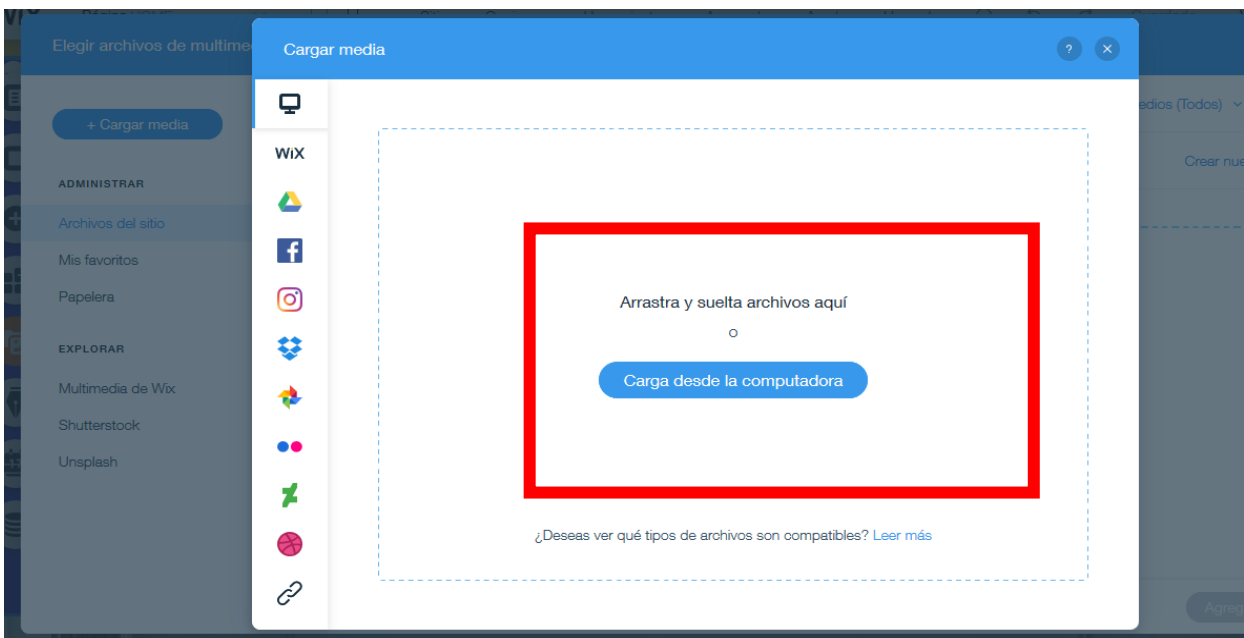 Elegir archivos de multime
Cargar media
?
+ Cargar media
ADMINISTRAR
Archivos del sitio
Mis favoritos
Papelera
EXPLORAR
Multimedia de Wix
Shutterstock
Unsplash
WiX
Arrastra y suelta archivos aquí
o
Carga desde la computadora
¿Deseas ver qué tipos de archivos son compatibles? Leer más
edios (Todos)
Crear nue
Agreg